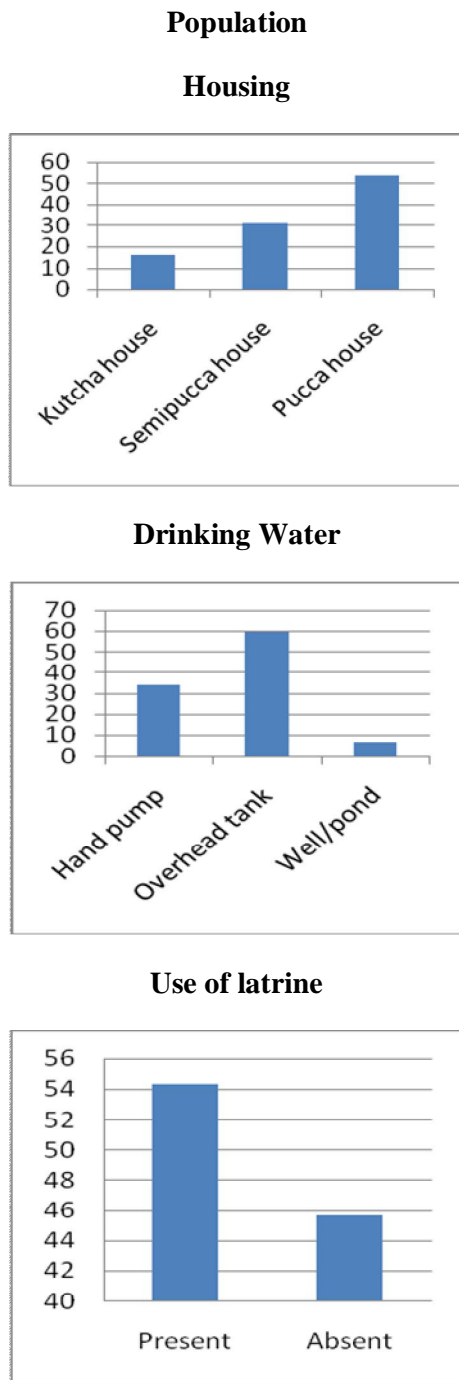 Population
Housing
60
50
40
30
20
10
0
Kutcha house
Semipucca house
Pucca house
Drinking Water
70
60
50
40
30
20
10
0
Hand pump
Overhead tank
Well/pond
Use of latrine
56
54
52
50
48
46
44
42
40
Present Absent